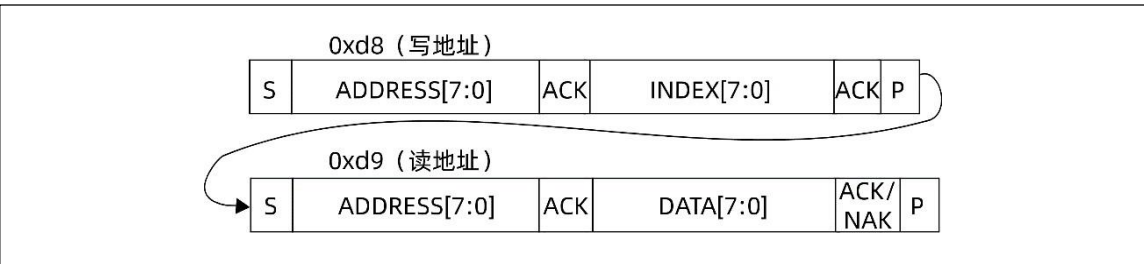 0xd8（写地址）
S ADDRESS[7:0] ACK INDEX[7:0] ACK P
0xd9（读地址）
S ADDRESS[7:0] ACK DATA[7:0] ACK/ NAK P